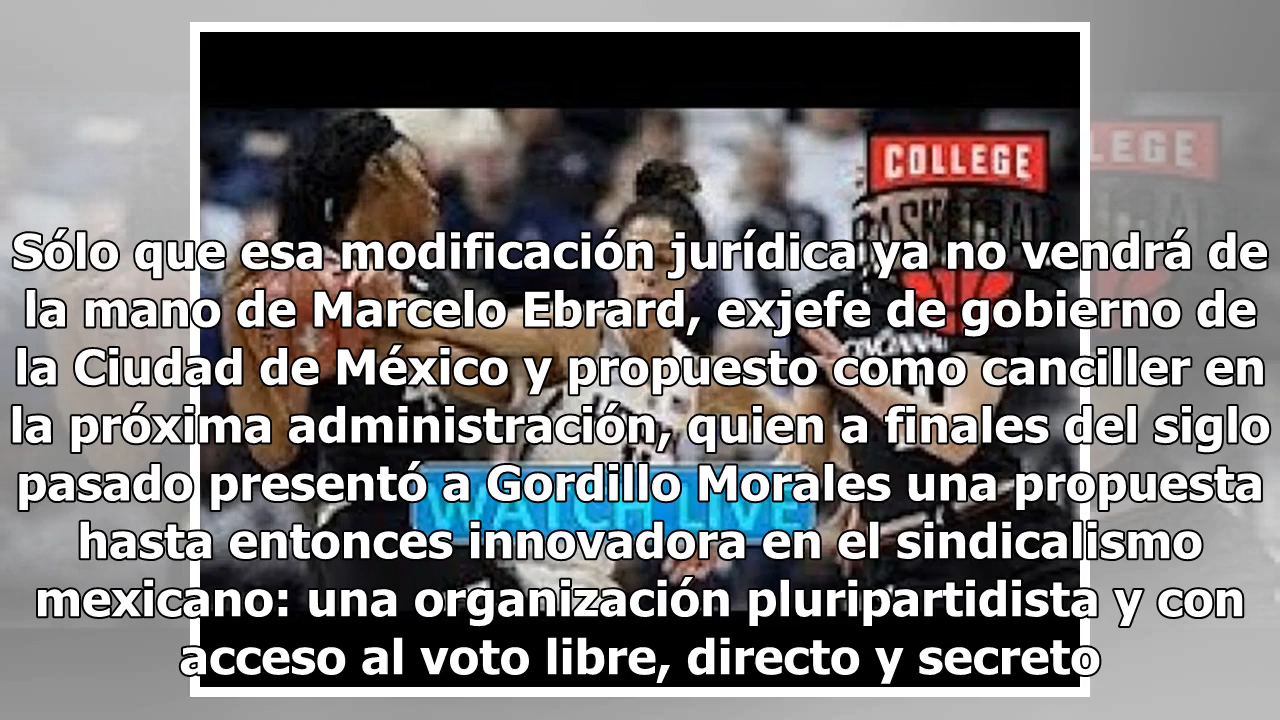 COLLEGE
LEGE
Sólo que esa modificación jurídica ya no vendrá de
la mano de Marcelo Ebrard, exjefe de gobierno de
la Ciudad de México y propuesto como canciller en
la próxima administración, quien a finales del siglo
pasado presentó a Gordillo Morales una propuesta
WATCH LIVE
hasta entonces innovadora en el sindicalismo
mexicano: una organización pluripartidista y con
acceso al voto libre, directo y secreto